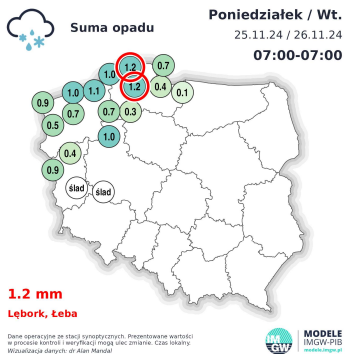 Suma opadu
Poniedziałek / Wt.
25.11.24 / 26.11.24
07:00-07:00
1.2
0.7
1.0
1.2
0.4
0.1
1.0
1.1
0.9
0.7
0.7
0.3
0.5
1.0
0.4
0.9
ślad
ślad
1.2 mm
Lębork, Łeba
Dane operacyjne ze stacji synoptycznych. Prezentowane wartości
w procesie kontroli i weryfikacji mogą ulec zmianie. Czas lokalny.
Wizualizacja danych: dr Alan Mandal
IM
GW
MODELE
IMGW-PIB
modele.imgw.pl